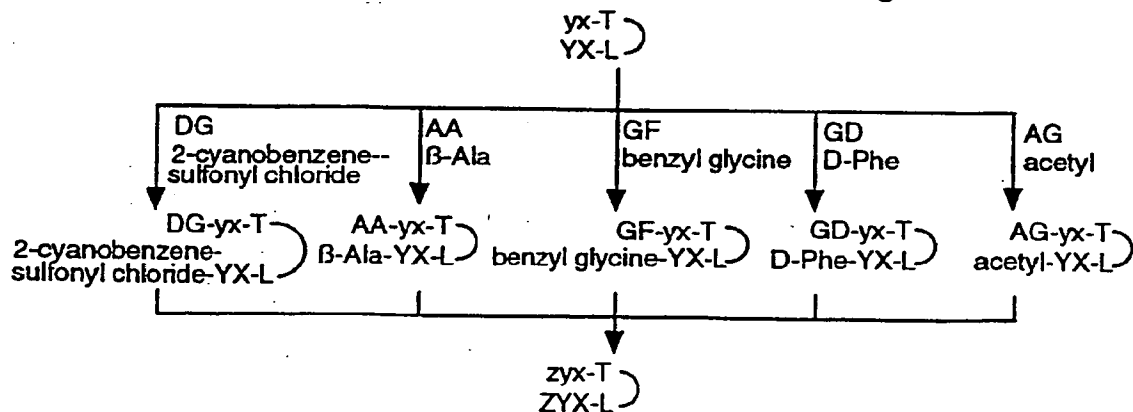 yx-T
YX-L
DG
2-cyanobenzene--
sulfonyl chloride
AA
ß-Ala
GF
benzyl glycine
GD
D-Phe
AG
acetyl
DG-yx-T
2-cyanobenzene-
sulfonyl chloride-YX-L
AA-yx-T
ß-Ala-YX-L
GF-yx-T
benzyl glycine-YX-L
GD-yx-T
D-Phe-YX-L
AG-yx-T
acetyl-YX-L
zyx-T
ZYX-L